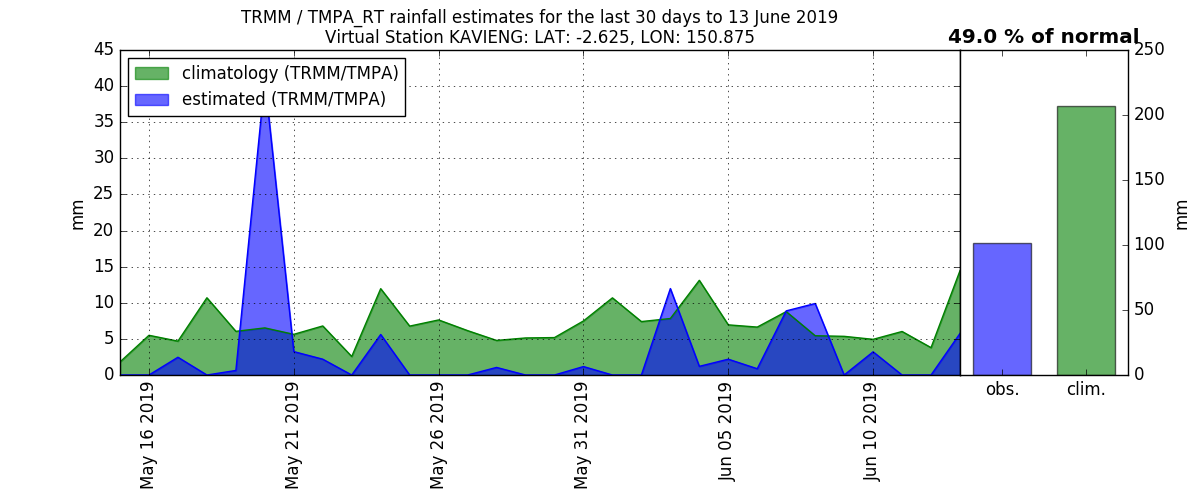 TRMM / TMPA_RT rainfall estimates for the last 30 days to 13 June 2019
Virtual Station KAVIENG: LAT: -2.625, LON: 150.875
49.0 % of normal
climatology (TRMM/TMPA)
estimated (TRMM/TMPA)
mm
45
40
35
30
25
20
15
10
5
0
May 16 2019
May 21 2019
May 26 2019
May 31 2019
Jun 05 2019
Jun 10 2019
obs.
clim.
250
200
150
100
50
0
mm